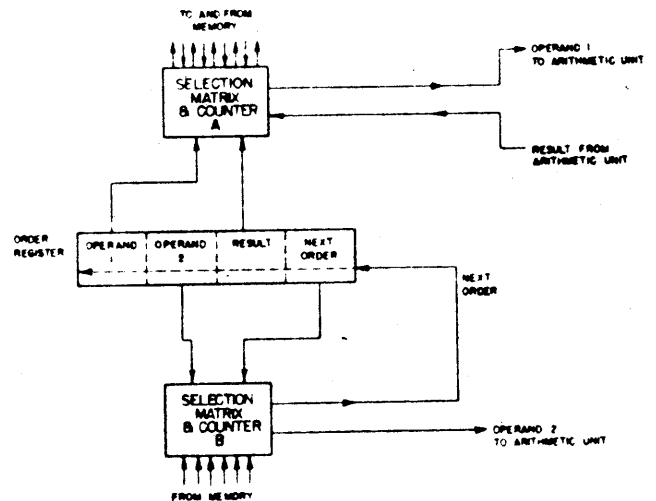 TO AND FROM
MEMORY
SELECTION
MATRIX
& COUNTER
A
OPERAND 1
TO ARITHMETIC UNIT
RESULT FROM
ARITHMETIC UNIT
ORDER
REGISTER
OPERAND
OPERAND
2
RESULT
NEXT
ORDER
NEXT
ORDER
SELECTION
MATRIX
& COUNTER
B
OPERAND 2
TO ARITHMETIC UNIT
FROM MEMORY